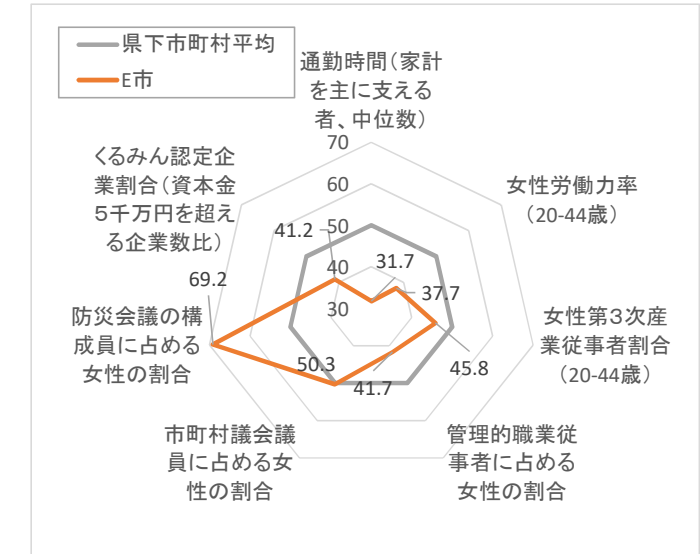 県下市町村平均
E市
通勤時間（家計
を主に支える
者、中位数）
女性労働力率
（20-44歳）
女性第３次産
業従事者割合
（20-44歳）
管理的職業従
事者に占める
女性の割合
市町村議会議
員に占める女
性の割合
防災会議の構
成員に占める
女性の割合
くるみん認定企
業割合（資本金
５千万円を超え
る企業数比）
70
60
50
40
30
31.7
37.7
45.8
41.7
50.3
69.2
41.2